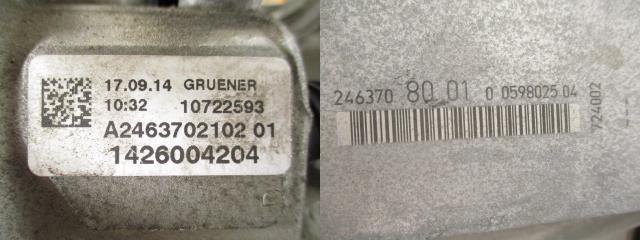 17.09.14 GRUENER
10:32 10722593
A2463702102 01
1426004204
246370 80 01 0 0598025 04
724002